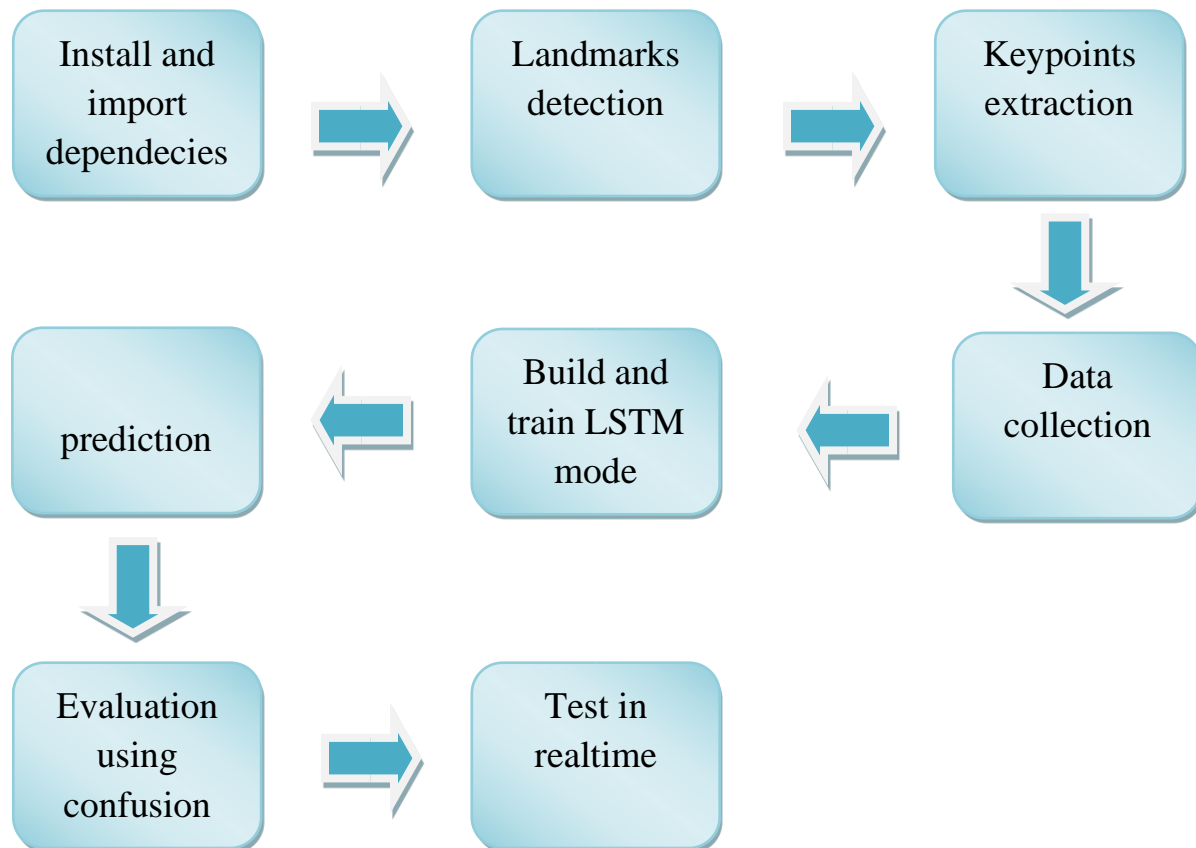 Install and
import
dependecies
Landmarks
detection
Keypoints
extraction
Data
collection
Build and
train LSTM
mode
prediction
Evaluation
using
confusion
Test in
realtime